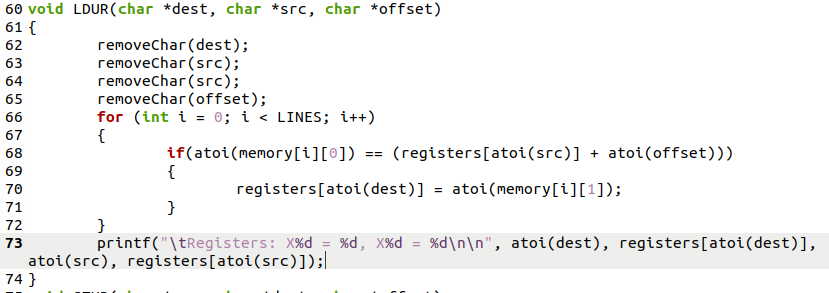 60 void LDUR(char *dest, char *src, char *offset)
61 {
62         removeChar(dest);
63         removeChar(src);
64         removeChar(src);
65         removeChar(offset);
66         for (int i = 0; i < LINES; i++)
67         {
68                 if(atoi(memory[i][0]) == (registers[atoi(src)] + atoi(offset)))
69                 {
70                         registers[atoi(dest)] = atoi(memory[i][1]);
71                 }
72         }
73         printf("\tRegisters: X%d = %d, X%d = %d\n\n", atoi(dest), registers[atoi(dest)],
atoi(src), registers[atoi(src)]);
74 }